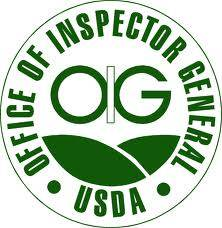 OFFICE OF INSPECTOR GENERAL
OIG
• USDA •